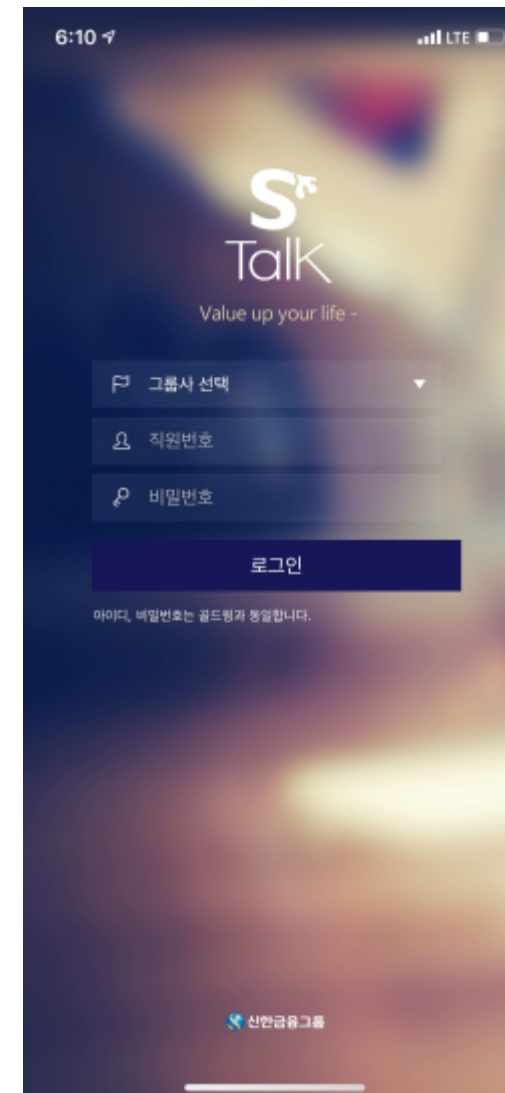 6:10
LTE
S
Talk
Value up your life -
그룹사 선택
직원번호
비밀번호
로그인
아이디, 비밀번호는 골드윙과 동일합니다.
신한금융그룹